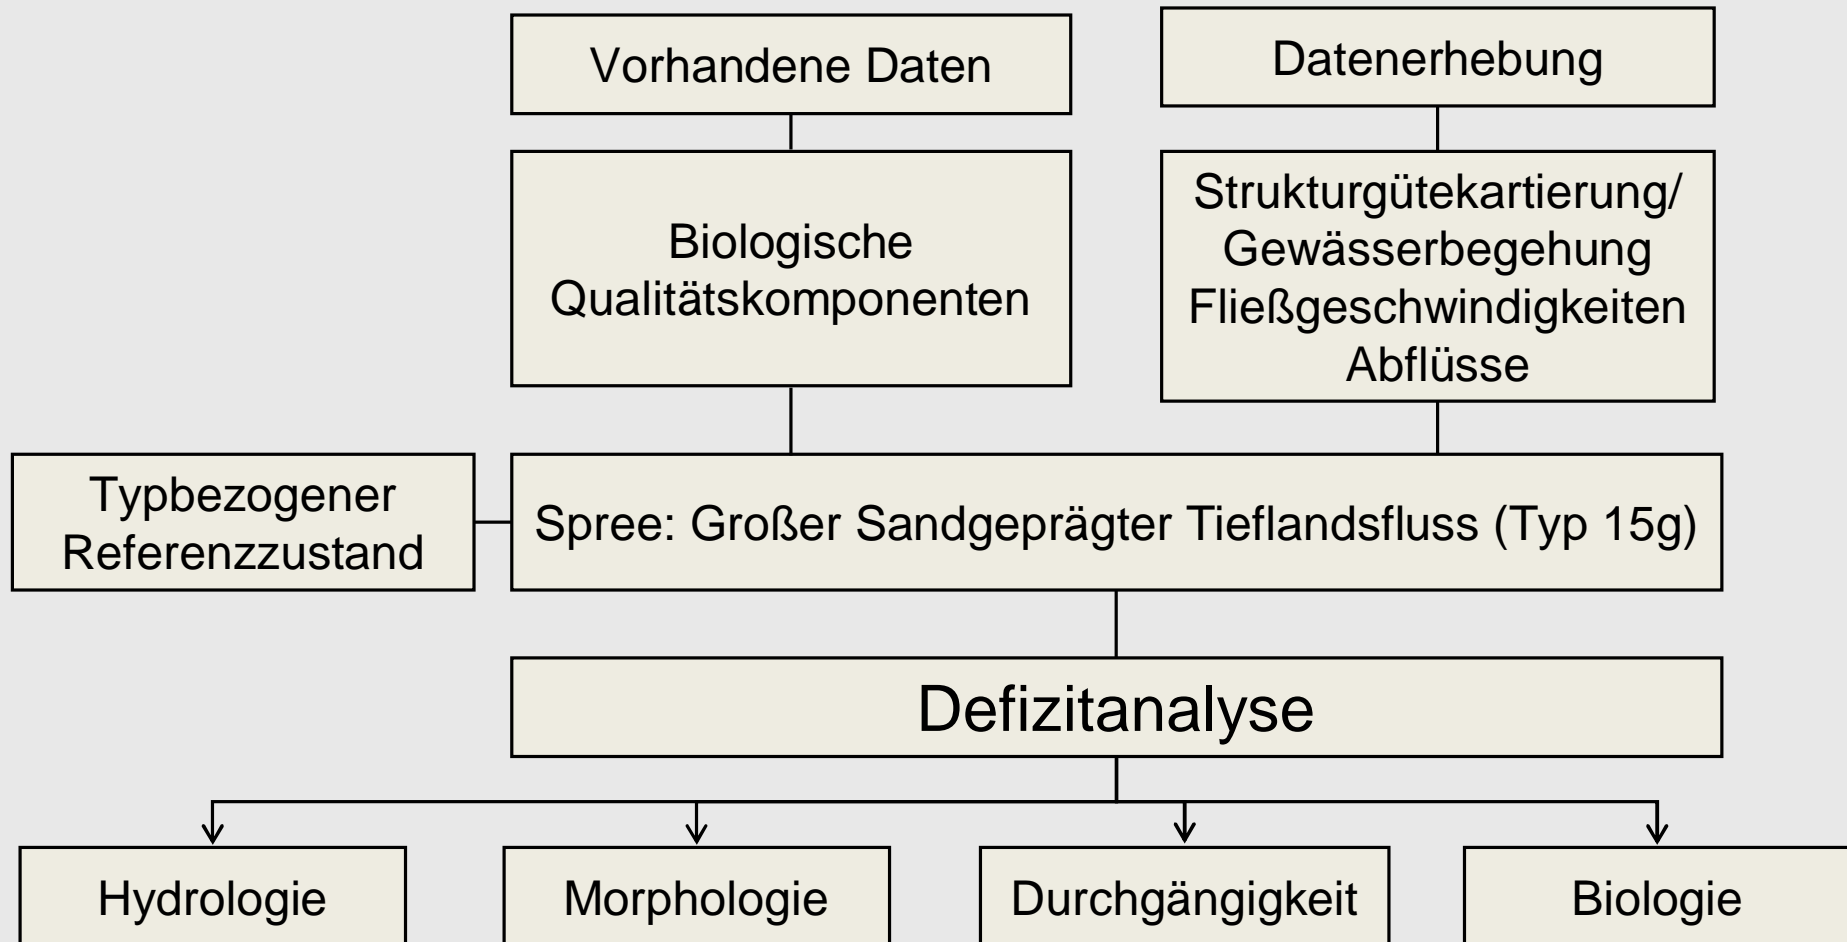 Vorhandene Daten
Datenerhebung
Biologische
Qualitätskomponenten
Strukturgütekartierung/
Gewässerbegehung
Fließgeschwindigkeiten
Abflüsse
Typbezogener
Referenzzustand
Spree: Großer Sandgeprägter Tieflandsfluss (Typ 15g)
Defizitanalyse
Hydrologie
Morphologie
Durchgängigkeit
Biologie